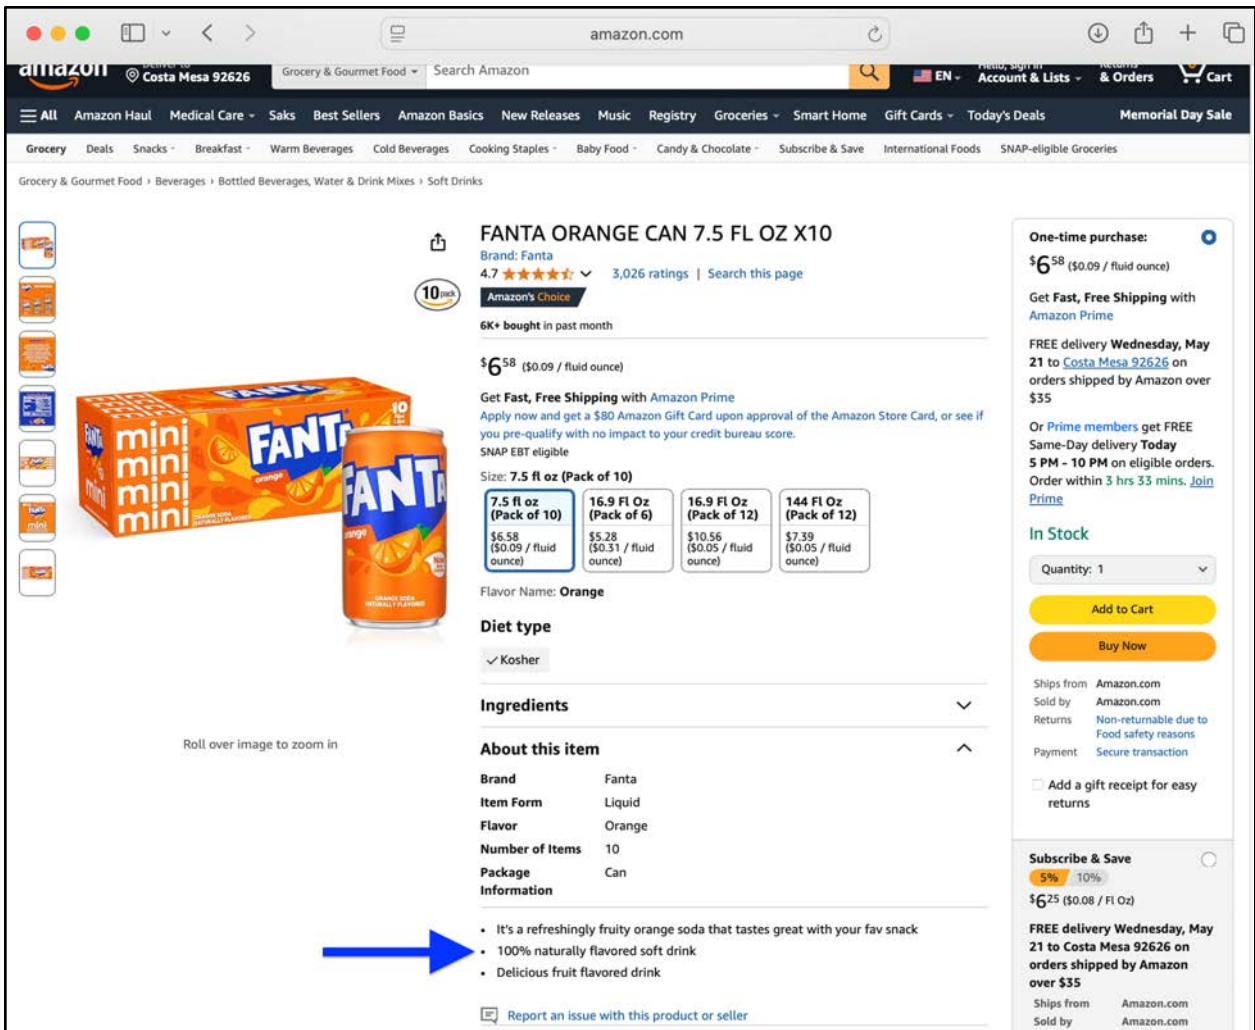 amazon.com
amazon
Costa Mesa 92626
Grocery & Gourmet Food
Search Amazon
EN
Account & Lists
& Orders
Cart
All Amazon Haul Medical Care Saks Best Sellers Amazon Basics New Releases Music Registry Groceries Smart Home Gift Cards Today's Deals Memorial Day Sale
Grocery Deals Snacks Breakfast Warm Beverages Cold Beverages Cooking Staples Baby Food Candy & Chocolate Subscribe & Save International Foods SNAP-eligible Groceries
Grocery & Gourmet Food › Beverages › Bottled Beverages, Water & Drink Mixes › Soft Drinks
10 pack
mini
mini
mini
mini
FANTA
orange
10
ORANGE SODA
NATURALLY FLAVORED
FANTA
orange
ORANGE SODA
NATURALLY FLAVORED
Roll over image to zoom in
FANTA ORANGE CAN 7.5 FL OZ X10
Brand: Fanta
4.7 3,026 ratings | Search this page
Amazon's Choice
6K+ bought in past month
$6.58 ($0.09 / fluid ounce)
Get Fast, Free Shipping with Amazon Prime
Apply now and get a $80 Amazon Gift Card upon approval of the Amazon Store Card, or see if
you pre-qualify with no impact to your credit bureau score.
SNAP EBT eligible
Size: 7.5 fl oz (Pack of 10)
7.5 fl oz
(Pack of 10)
$6.58
($0.09 / fluid
ounce)
16.9 Fl Oz
(Pack of 6)
$5.28
($0.31 / fluid
ounce)
16.9 Fl Oz
(Pack of 12)
$10.56
($0.05 / fluid
ounce)
144 Fl Oz
(Pack of 12)
$7.39
($0.05 / fluid
ounce)
Flavor Name: Orange
Diet type
Kosher
Ingredients
About this item
Brand Fanta
Item Form Liquid
Flavor Orange
Number of Items 10
Package Can
Information
• It's a refreshingly fruity orange soda that tastes great with your fav snack
• 100% naturally flavored soft drink
• Delicious fruit flavored drink
Report an issue with this product or seller
One-time purchase:
$6.58 ($0.09 / fluid ounce)
Get Fast, Free Shipping with
Amazon Prime
FREE delivery Wednesday, May
21 to Costa Mesa 92626 on
orders shipped by Amazon over
$35
Or Prime members get FREE
Same-Day delivery Today
5 PM - 10 PM on eligible orders.
Order within 3 hrs 33 mins. Join
Prime
In Stock
Quantity: 1
Add to Cart
Buy Now
Ships from Amazon.com
Sold by Amazon.com
Returns Non-returnable due to
Food safety reasons
Payment Secure transaction
Add a gift receipt for easy
returns
Subscribe & Save
5% 10%
$6.25 ($0.08 / Fl Oz)
FREE delivery Wednesday, May
21 to Costa Mesa 92626 on
orders shipped by Amazon
over $35
Ships from Amazon.com
Sold by Amazon.com